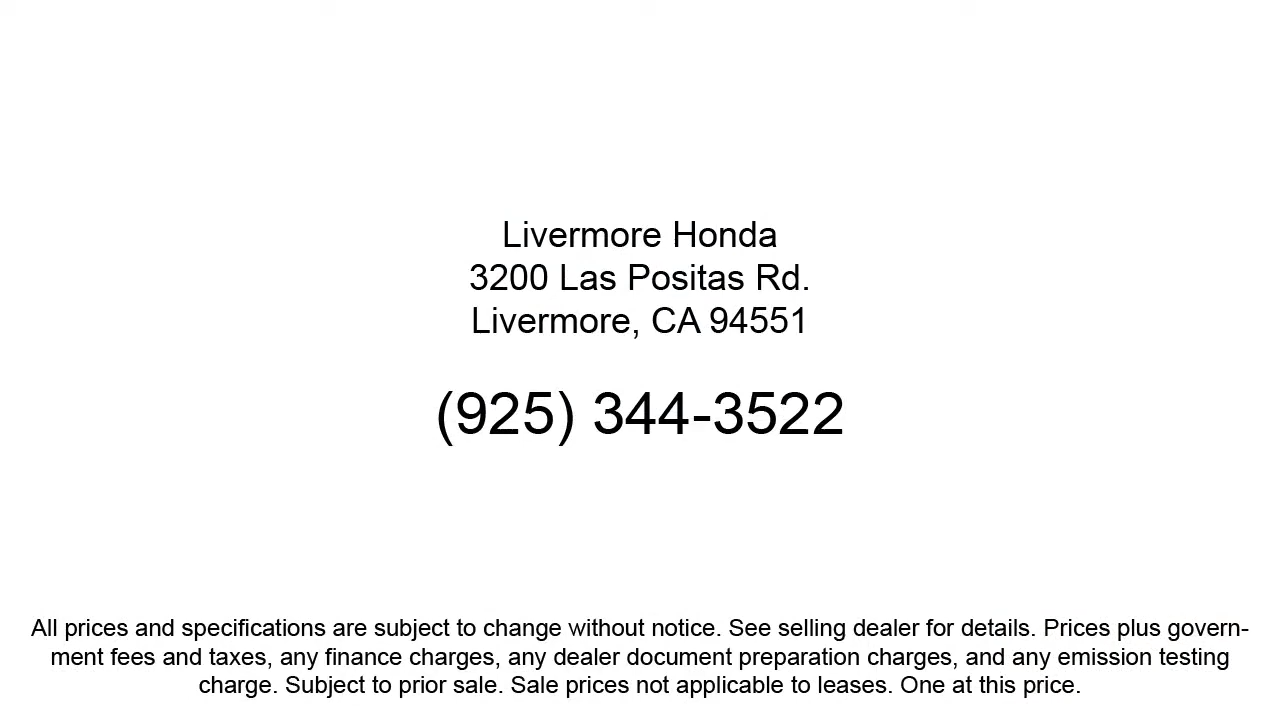 Livermore Honda
3200 Las Positas Rd.
Livermore, CA 94551
(925) 344-3522
All prices and specifications are subject to change without notice. See selling dealer for details. Prices plus govern-
ment fees and taxes, any finance charges, any dealer document preparation charges, and any emission testing
charge. Subject to prior sale. Sale prices not applicable to leases. One at this price.